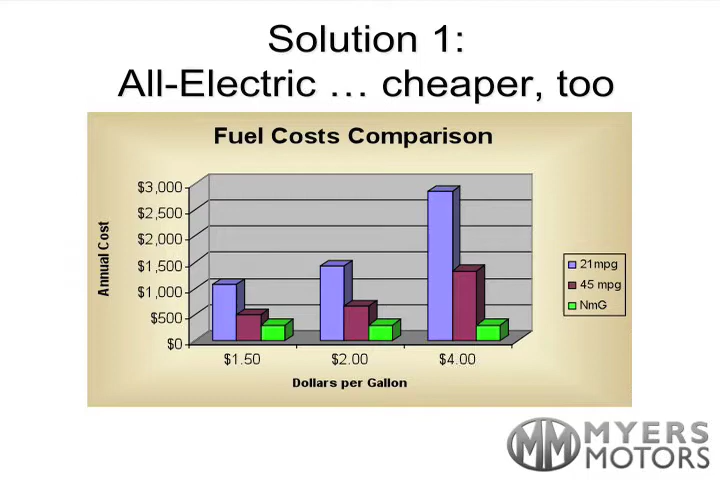 Solution 1:
All-Electric … cheaper, too
Fuel Costs Comparison
Annual Cost
$3,000
$2,500
$2,000
$1,500
$1,000
$500
$0
$1.50
$2.00
$4.00
Dollars per Gallon
21mpg
45 mpg
NmG
MM
MYERS
MOTORS